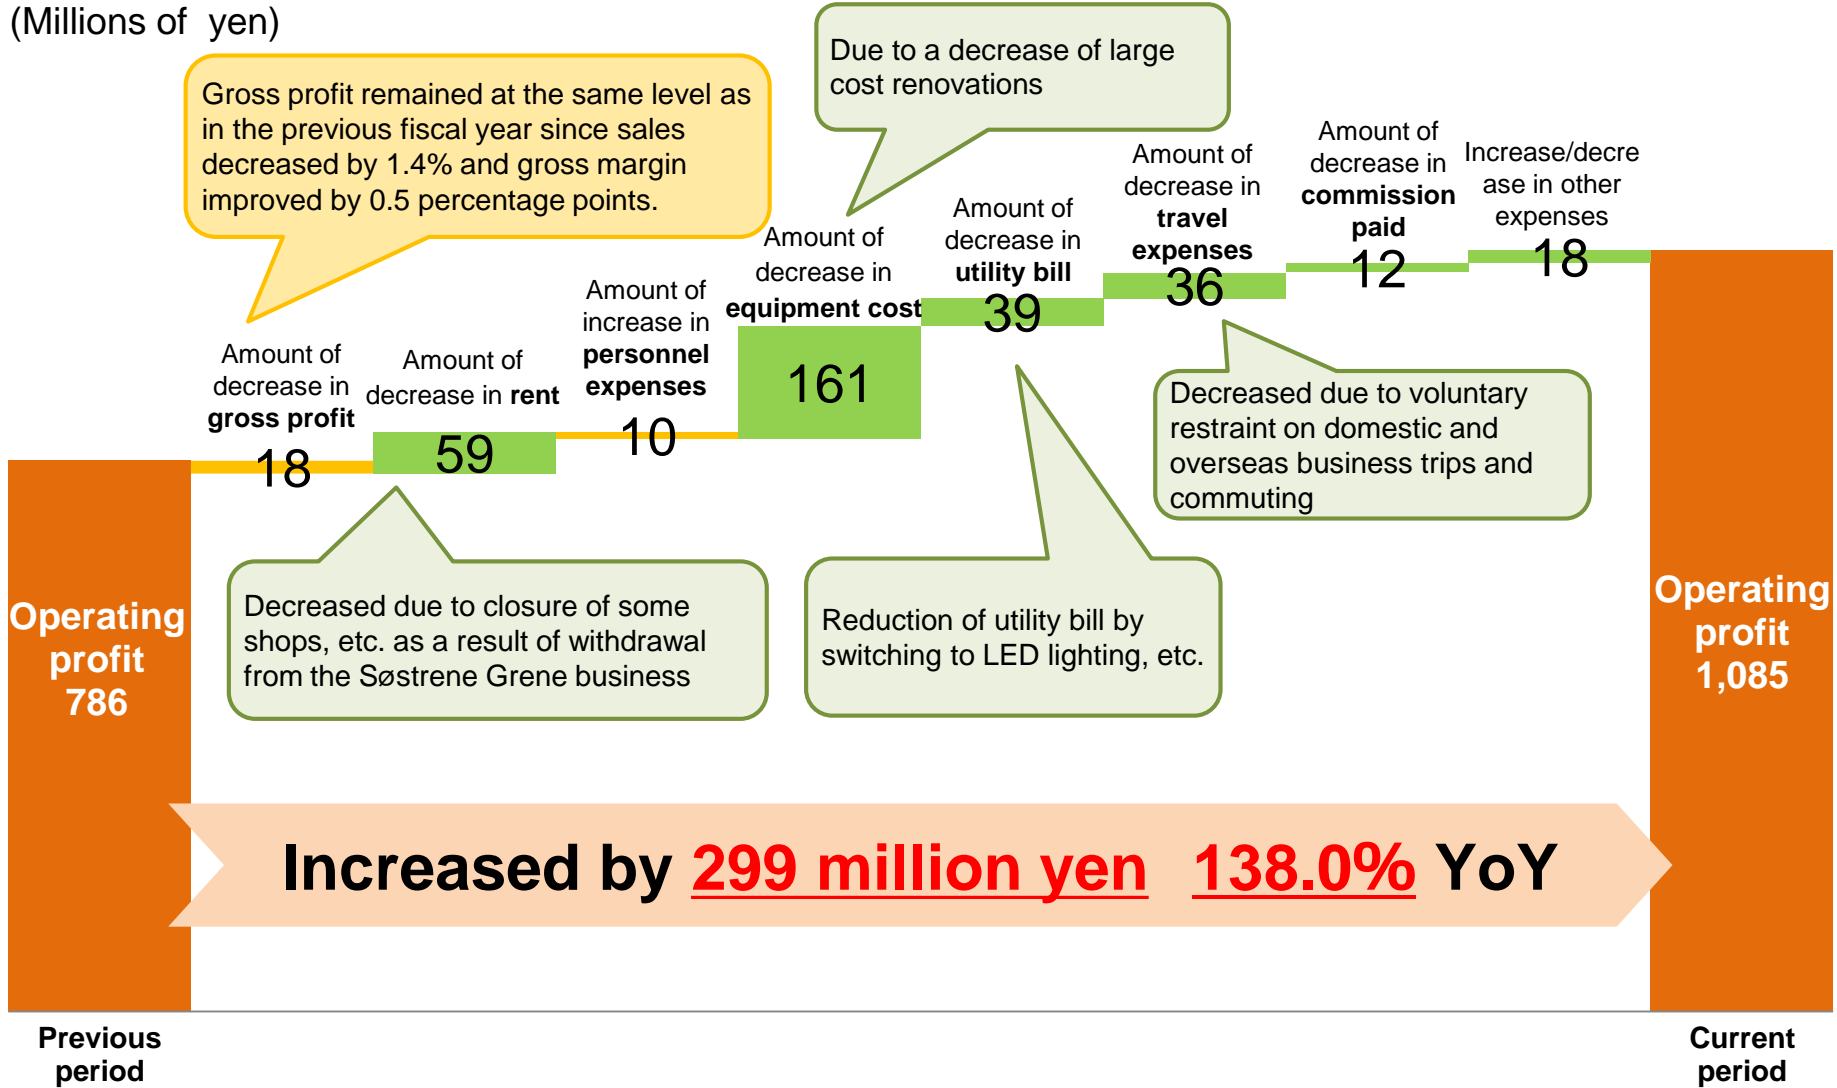 (Millions of  yen)
Gross profit remained at the same level as
in the previous fiscal year since sales
decreased by 1.4% and gross margin
improved by 0.5 percentage points.
Due to a decrease of large
cost renovations
Amount of
decrease in
gross profit
18
Amount of
decrease in rent
59
Amount of
increase in
personnel
expenses
10
Amount of
decrease in
equipment cost
161
Amount of
decrease in
utility bill
39
Amount of
decrease in
travel
expenses
36
Amount of
decrease in
commission
paid
12
Increase/decre
ase in other
expenses
18
Decreased due to voluntary
restraint on domestic and
overseas business trips and
commuting
Decreased due to closure of some
shops, etc. as a result of withdrawal
from the Søstrene Grene business
Reduction of utility bill by
switching to LED lighting, etc.
Operating
profit
786
Operating
profit
1,085
Increased by 299 million yen 138.0% YoY
Previous
period
Current
period